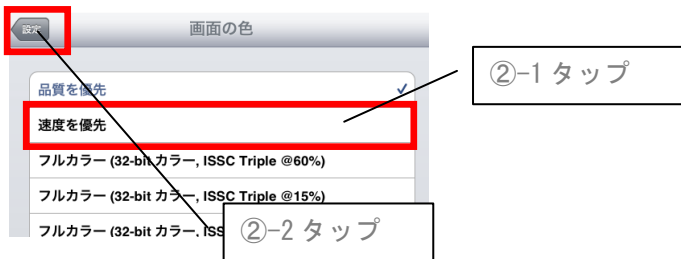 設定
画面の色
品質を優先
速度を優先
フルカラー (32-bit カラー, ISSC Triple @60%)
フルカラー (32-bit カラー, ISSC Triple @15%)
フルカラー (32-bit カラー, ISS
②-1 タップ
②-2 タップ